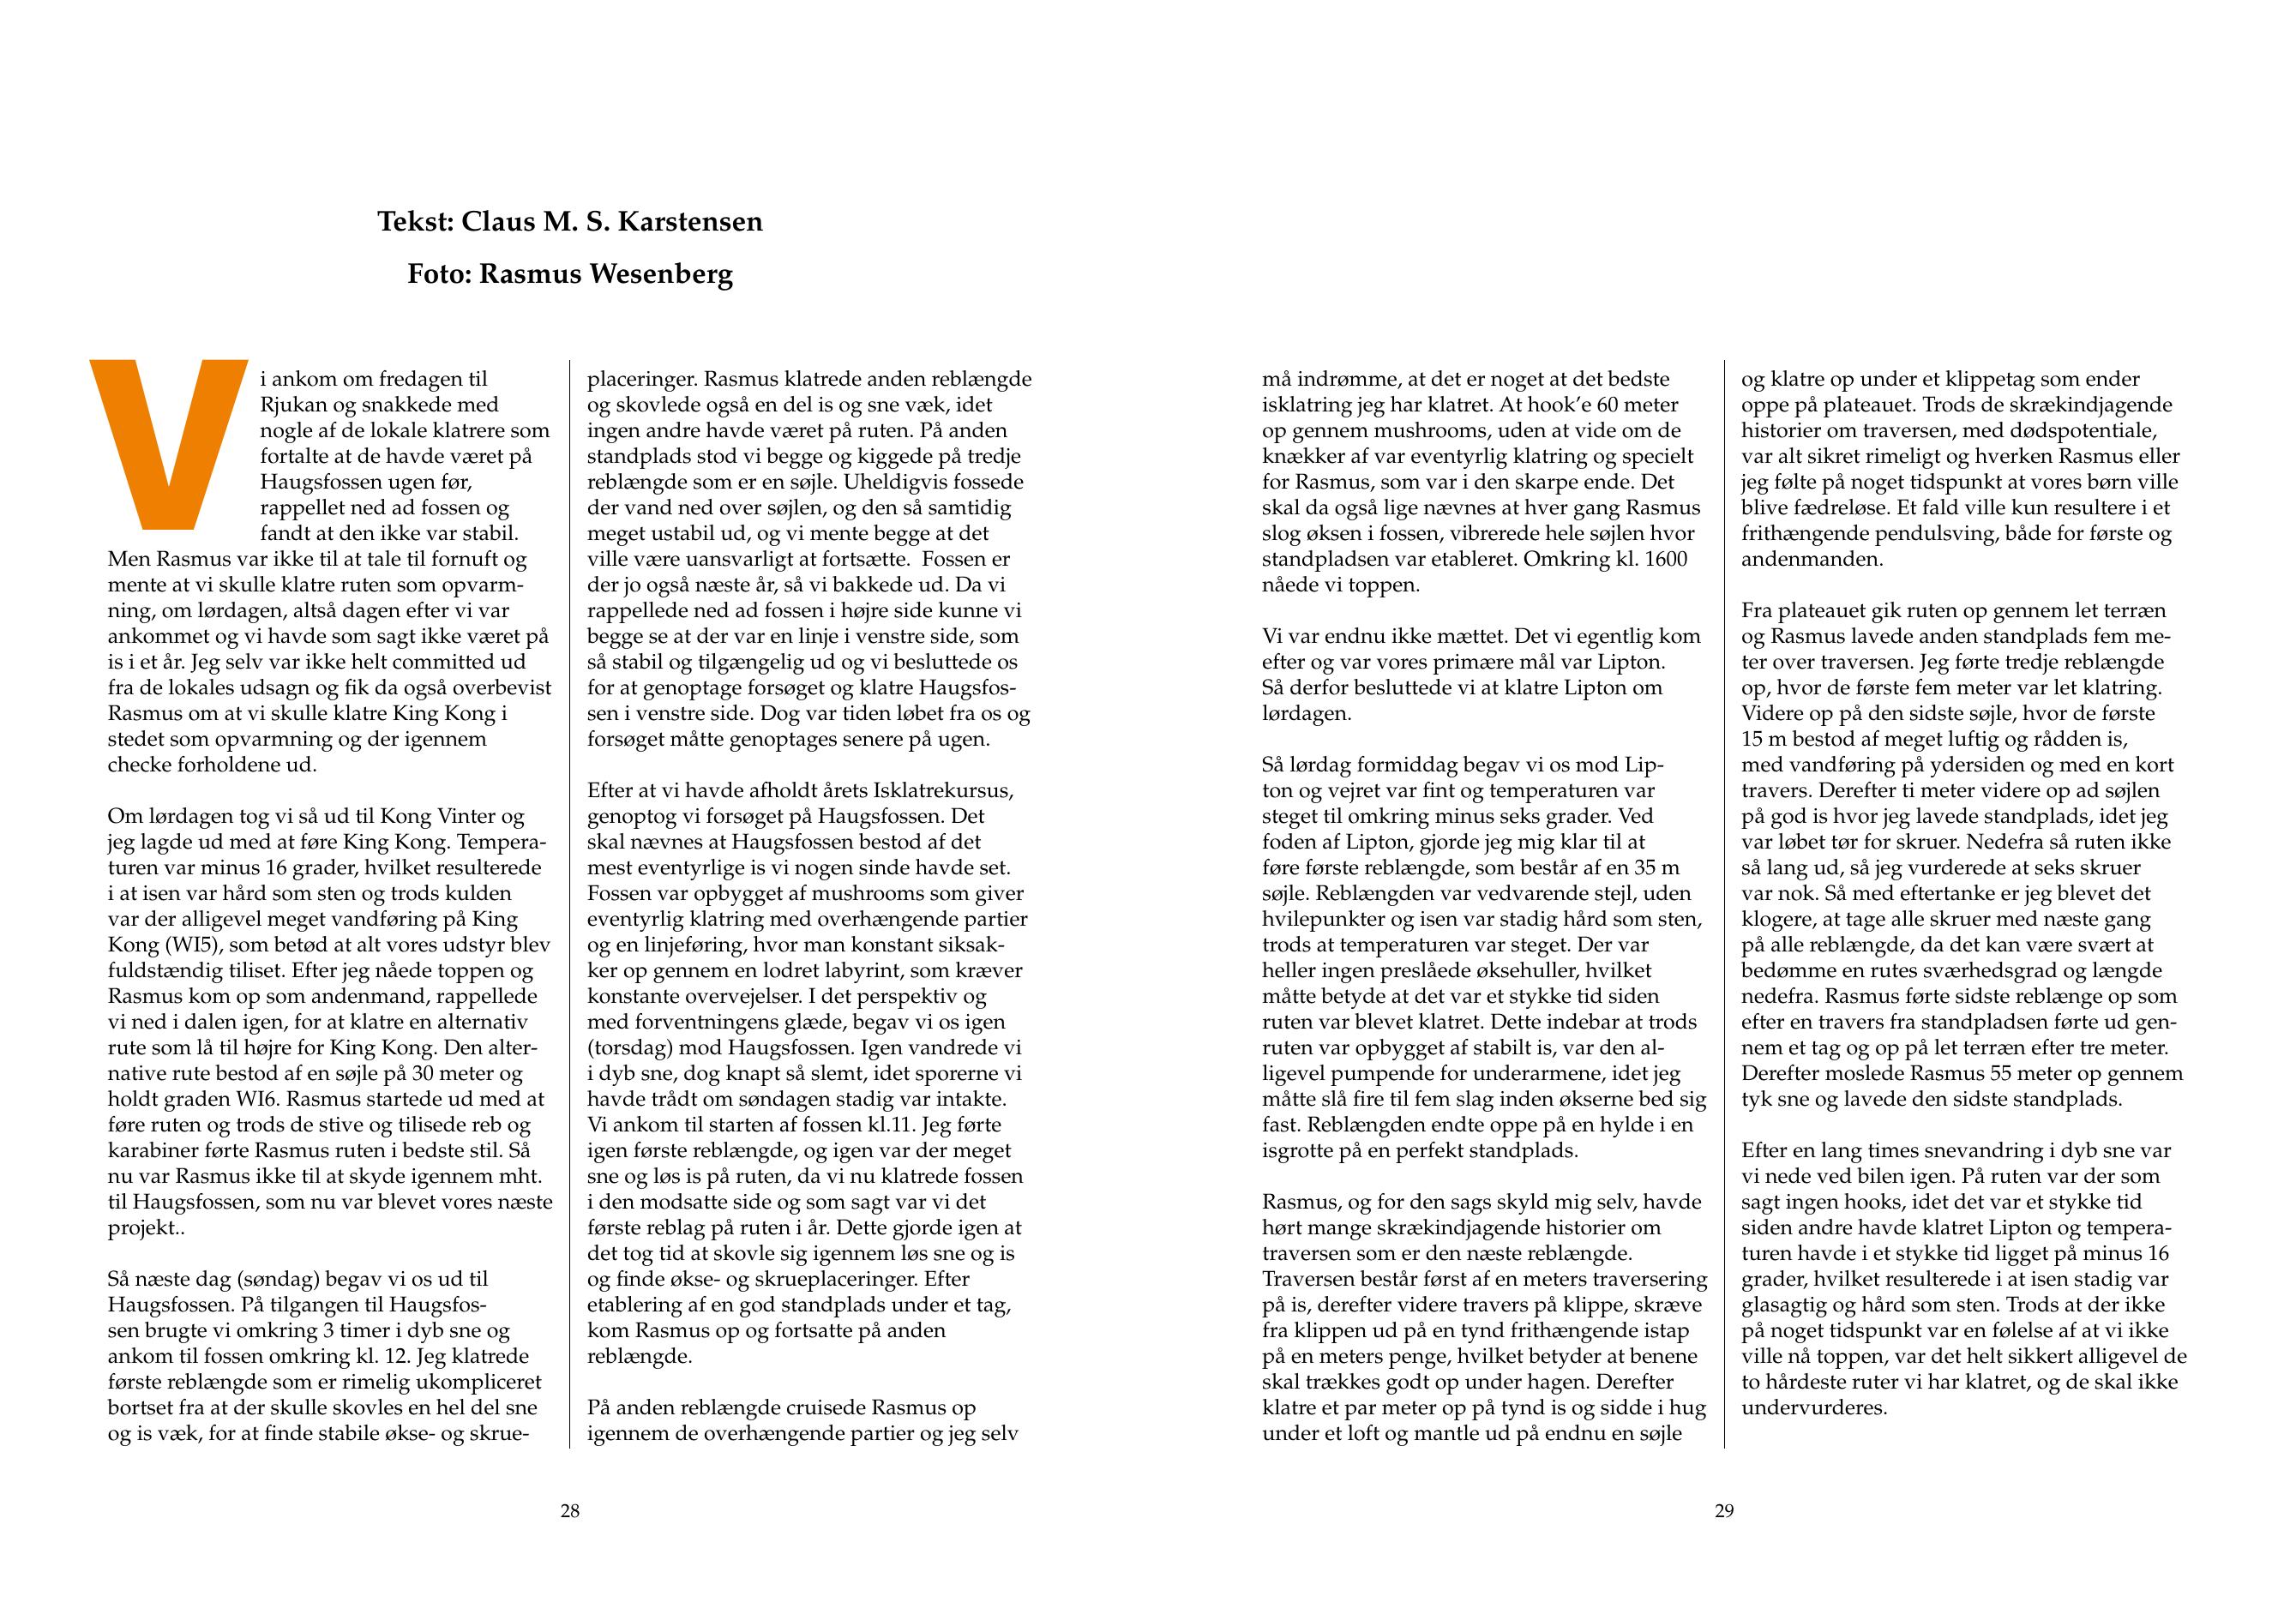 Tekst: Claus M. S. Karstensen
Foto: Rasmus Wesenberg
Vi ankom om fredagen til
Rjukan og snakkede med
nogle af de lokale klatrere som
fortalte at de havde været på
Haugsfossen ugen før,
rappellet ned ad fossen og
fandt at den ikke var stabil.
Men Rasmus var ikke til at tale til fornuft og
mente at vi skulle klatre ruten som opvarm-
ning, om lørdagen, altså dagen efter vi var
ankommet og vi havde som sagt ikke været på
is i et år. Jeg selv var ikke helt committed ud
fra de lokales udsagn og fik da også overbevist
Rasmus om at vi skulle klatre King Kong i
stedet som opvarmning og der igennem
checke forholdene ud.
Om lørdagen tog vi så ud til Kong Vinter og
jeg lagde ud med at føre King Kong. Tempera-
turen var minus 16 grader, hvilket resulterede
i at isen var hård som sten og trods kulden
var der alligevel meget vandføring på King
Kong (WI5), som betød at alt vores udstyr blev
fuldstændig tiliset. Efter jeg nåede toppen og
Rasmus kom op som andenmand, rappellede
vi ned i dalen igen, for at klatre en alternativ
rute som lå til højre for King Kong. Den alter-
native rute bestod af en søjle på 30 meter og
holdt graden WI6. Rasmus startede ud med at
føre ruten og trods de stive og tilisede reb og
karabiner førte Rasmus ruten i bedste stil. Så
nu var Rasmus ikke til at skyde igennem mht.
til Haugsfossen, som nu var blevet vores næste
projekt..
Så næste dag (søndag) begav vi os ud til
Haugsfossen. På tilgangen til Haugsfos-
sen brugte vi omkring 3 timer i dyb sne og
ankom til fossen omkring kl. 12. Jeg klatrede
første reblængde som er rimelig ukompliceret
bortset fra at der skulle skovles en hel del sne
og is væk, for at finde stabile økse- og skrue-
placeringer. Rasmus klatrede anden reblængde
og skovlede også en del is og sne væk, idet
ingen andre havde været på ruten. På anden
standplads stod vi begge og kiggede på tredje
reblængde som er en søjle. Uheldigvis fossede
der vand ned over søjlen, og den så samtidig
meget ustabil ud, og vi mente begge at det
ville være uansvarligt at fortsætte.  Fossen er
der jo også næste år, så vi bakkede ud. Da vi
rappellede ned ad fossen i højre side kunne vi
begge se at der var en linje i venstre side, som
så stabil og tilgængelig ud og vi besluttede os
for at genoptage forsøget og klatre Haugsfos-
sen i venstre side. Dog var tiden løbet fra os og
forsøget måtte genoptages senere på ugen.
Efter at vi havde afholdt årets Isklatrekursus,
genoptog vi forsøget på Haugsfossen. Det
skal nævnes at Haugsfossen bestod af det
mest eventyrlige is vi nogen sinde havde set.
Fossen var opbygget af mushrooms som giver
eventyrlig klatring med overhængende partier
og en linjeføring, hvor man konstant siksak-
ker op gennem en lodret labyrint, som kræver
konstante overvejelser. I det perspektiv og
med forventningens glæde, begav vi os igen
(torsdag) mod Haugsfossen. Igen vandrede vi
i dyb sne, dog knapt så slemt, idet sporerne vi
havde trådt om søndagen stadig var intakte.
Vi ankom til starten af fossen kl.11. Jeg førte
igen første reblængde, og igen var der meget
sne og løs is på ruten, da vi nu klatrede fossen
i den modsatte side og som sagt var vi det
første reblag på ruten i år. Dette gjorde igen at
det tog tid at skovle sig igennem løs sne og is
og finde økse- og skrueplaceringer. Efter
etablering af en god standplads under et tag,
kom Rasmus op og fortsatte på anden
reblængde.
På anden reblængde cruisede Rasmus op
igennem de overhængende partier og jeg selv
28
må indrømme, at det er noget at det bedste
isklatring jeg har klatret. At hook’e 60 meter
op gennem mushrooms, uden at vide om de
knækker af var eventyrlig klatring og specielt
for Rasmus, som var i den skarpe ende. Det
skal da også lige nævnes at hver gang Rasmus
slog øksen i fossen, vibrerede hele søjlen hvor
standpladsen var etableret. Omkring kl. 1600
nåede vi toppen.
Vi var endnu ikke mættet. Det vi egentlig kom
efter og var vores primære mål var Lipton.
Så derfor besluttede vi at klatre Lipton om
lørdagen.
Så lørdag formiddag begav vi os mod Lip-
ton og vejret var fint og temperaturen var
steget til omkring minus seks grader. Ved
foden af Lipton, gjorde jeg mig klar til at
føre første reblængde, som består af en 35 m
søjle. Reblængden var vedvarende stejl, uden
hvilepunkter og isen var stadig hård som sten,
trods at temperaturen var steget. Der var
heller ingen preslåede øksehuller, hvilket
måtte betyde at det var et stykke tid siden
ruten var blevet klatret. Dette indebar at trods
ruten var opbygget af stabilt is, var den al-
ligevel pumpende for underarmene, idet jeg
måtte slå fire til fem slag inden økserne bed sig
fast. Reblængden endte oppe på en hylde i en
isgrotte på en perfekt standplads.
Rasmus, og for den sags skyld mig selv, havde
hørt mange skrækindjagende historier om
traversen som er den næste reblængde.
Traversen består først af en meters traversering
på is, derefter videre travers på klippe, skræve
fra klippen ud på en tynd frithængende istap
på en meters penge, hvilket betyder at benene
skal trækkes godt op under hagen. Derefter
klatre et par meter op på tynd is og sidde i hug
under et loft og mantle ud på endnu en søjle
og klatre op under et klippetag som ender
oppe på plateauet. Trods de skrækindjagende
historier om traversen, med dødspotentiale,
var alt sikret rimeligt og hverken Rasmus eller
jeg følte på noget tidspunkt at vores børn ville
blive fædreløse. Et fald ville kun resultere i et
frithængende pendulsving, både for første og
andenmanden.
Fra plateauet gik ruten op gennem let terræn
og Rasmus lavede anden standplads fem me-
ter over traversen. Jeg førte tredje reblængde
op, hvor de første fem meter var let klatring.
Videre op på den sidste søjle, hvor de første
15 m bestod af meget luftig og rådden is,
med vandføring på ydersiden og med en kort
travers. Derefter ti meter videre op ad søjlen
på god is hvor jeg lavede standplads, idet jeg
var løbet tør for skruer. Nedefra så ruten ikke
så lang ud, så jeg vurderede at seks skruer
var nok. Så med eftertanke er jeg blevet det
klogere, at tage alle skruer med næste gang
på alle reblængde, da det kan være svært at
bedømme en rutes sværhedsgrad og længde
nedefra. Rasmus førte sidste reblænge op som
efter en travers fra standpladsen førte ud gen-
nem et tag og op på let terræn efter tre meter.
Derefter moslede Rasmus 55 meter op gennem
tyk sne og lavede den sidste standplads.
Efter en lang times snevandring i dyb sne var
vi nede ved bilen igen. På ruten var der som
sagt ingen hooks, idet det var et stykke tid
siden andre havde klatret Lipton og tempera-
turen havde i et stykke tid ligget på minus 16
grader, hvilket resulterede i at isen stadig var
glasagtig og hård som sten. Trods at der ikke
på noget tidspunkt var en følelse af at vi ikke
ville nå toppen, var det helt sikkert alligevel de
to hårdeste ruter vi har klatret, og de skal ikke
undervurderes.
29